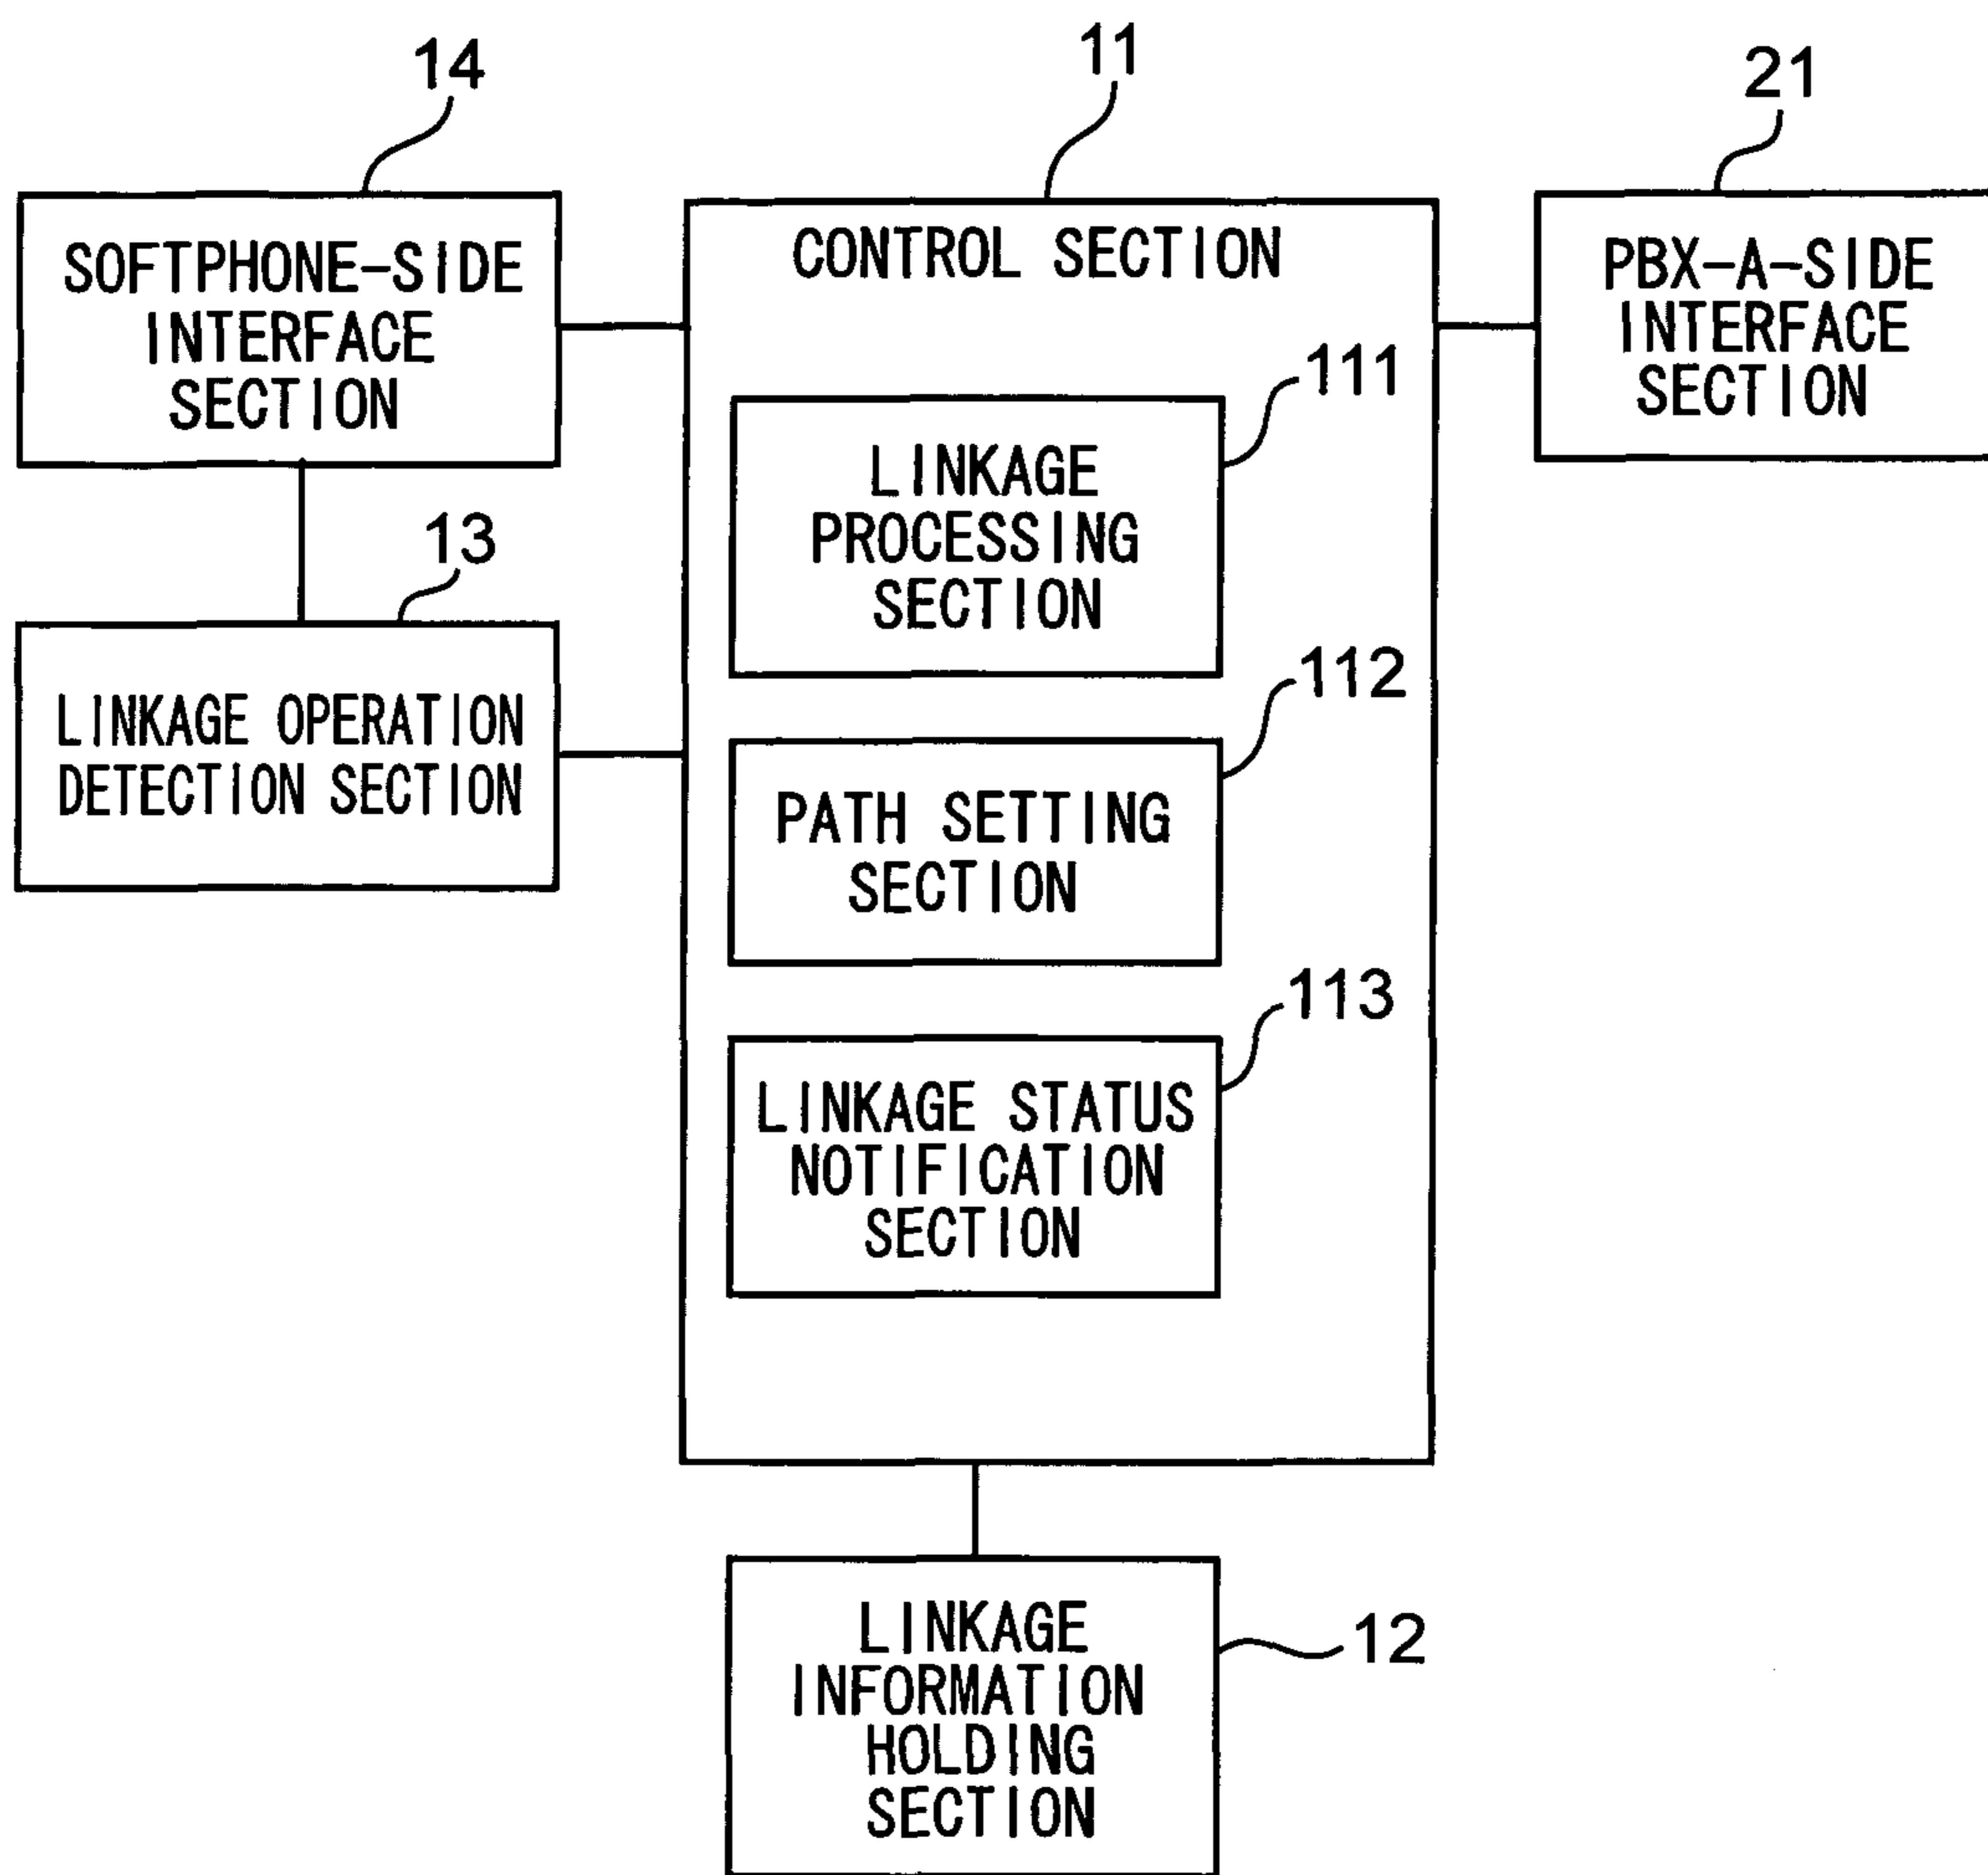 14
SOFTPHONE-SIDE
INTERFACE
SECTION
13
LINKAGE OPERATION
DETECTION SECTION
11
CONTROL SECTION
111
LINKAGE
PROCESSING
SECTION
112
PATH SETTING
SECTION
113
LINKAGE STATUS
NOTIFICATION
SECTION
21
PBX-A-SIDE
INTERFACE
SECTION
12
LINKAGE
INFORMATION
HOLDING
SECTION